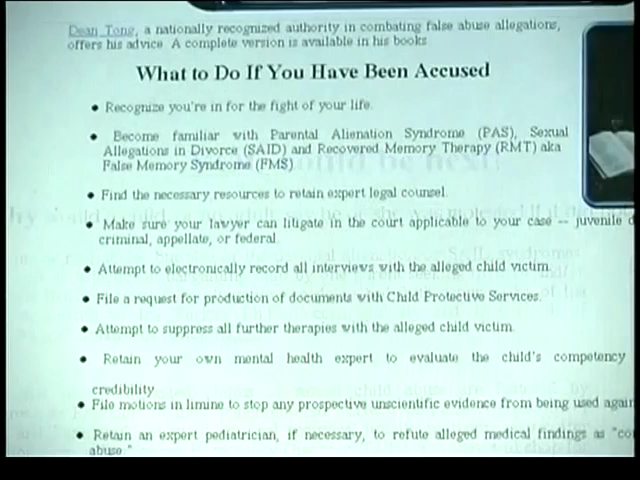 Dean Tong, a nationally recognized authority in combating false abuse allegations,
offers his advice. A complete version is available in his books
What to Do If You Have Been Accused
• Recognize you're in for the fight of your life.
• Become familiar with Parental Alienation Syndrome (PAS), Sexual
Allegations in Divorce (SAID) and Recovered Memory Therapy (RMT) aka
False Memory Syndrome (FMS).
• Find the necessary resources to retain expert legal counsel.
• Make sure your lawyer can litigate in the court applicable to your case -- juvenile
criminal, appellate, or federal.
• Attempt to electronically record all interviews with the alleged child victim.
• File a request for production of documents with Child Protective Services.
• Attempt to suppress all further therapies with the alleged child victim.
• Retain your own mental health expert to evaluate the child's competency
credibility
• File motions in limine to stop any prospective unscientific evidence from being used
• Retain an expert pediatrician, if necessary, to refute alleged medical findings as
abuse."